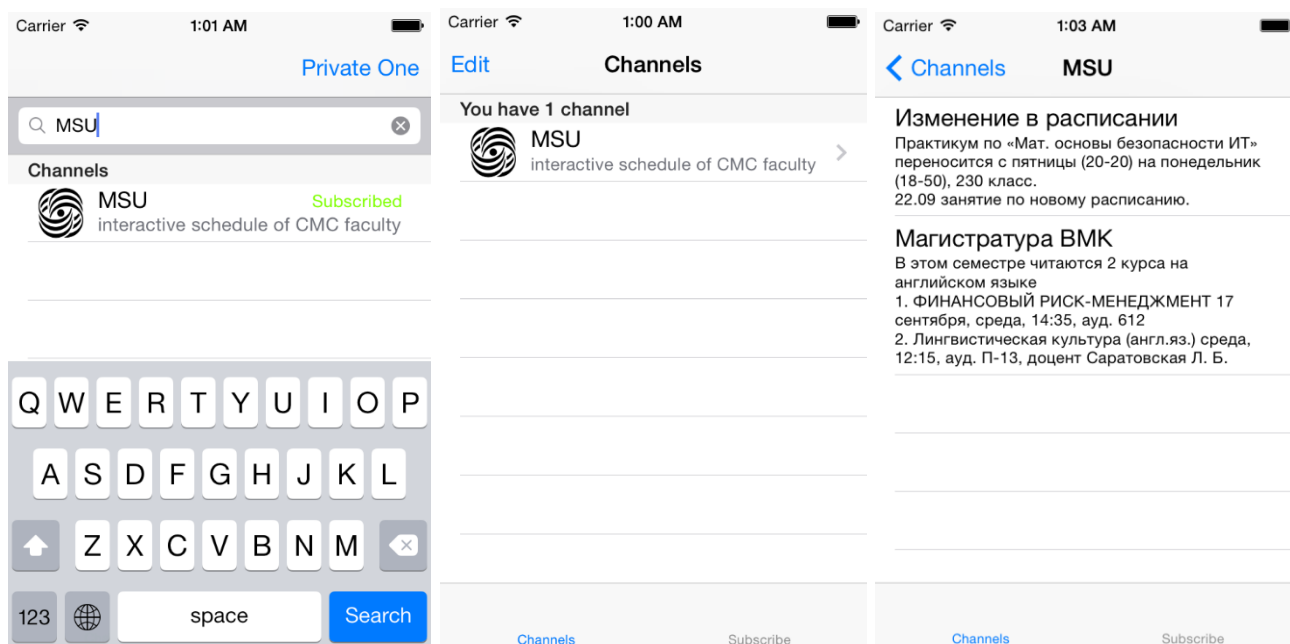 Carrier 1:01 AM
Private One
MSU
Channels
MSU Subscribed
interactive schedule of CMC faculty
Q W E R T Y U I O P
A S D F G H J K L
Z X C V B N M
123 space Search
Carrier 1:00 AM
Edit Channels
You have 1 channel
MSU
interactive schedule of CMC faculty
Channels Subscribe
Carrier 1:03 AM
Channels MSU
Изменение в расписании
Практикум по «Мат. основы безопасности ИТ»
переносится с пятницы (20-20) на понедельник
(18-50), 230 класс.
22.09 занятие по новому расписанию.
Магистратура ВМК
В этом семестре читаются 2 курса на
английском языке
1. ФИНАНСОВЫЙ РИСК-МЕНЕДЖМЕНТ 17
сентября, среда, 14:35, ауд. 612
2. Лингвистическая культура (англ.яз.) среда,
12:15, ауд. П-13, доцент Саратовская Л. Б.
Channels Subscribe